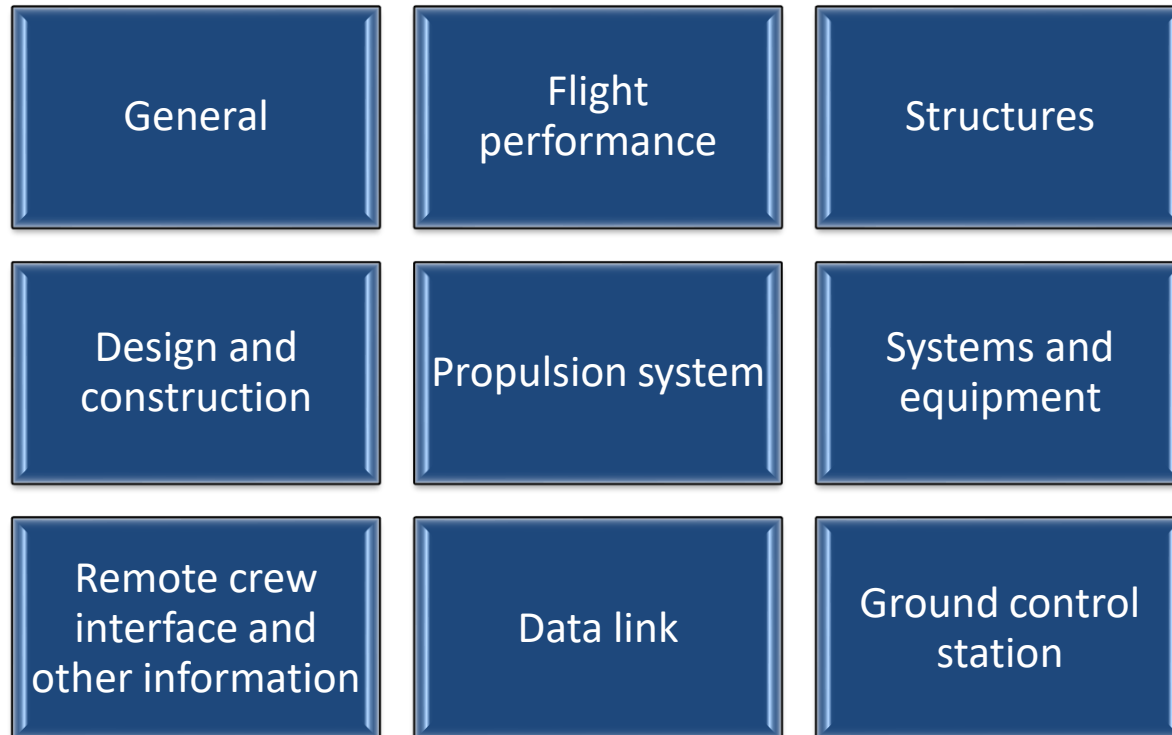 General
Flight
performance
Structures
Design and
construction
Propulsion system
Systems and
equipment
Remote crew
interface and
other information
Data link
Ground control
station